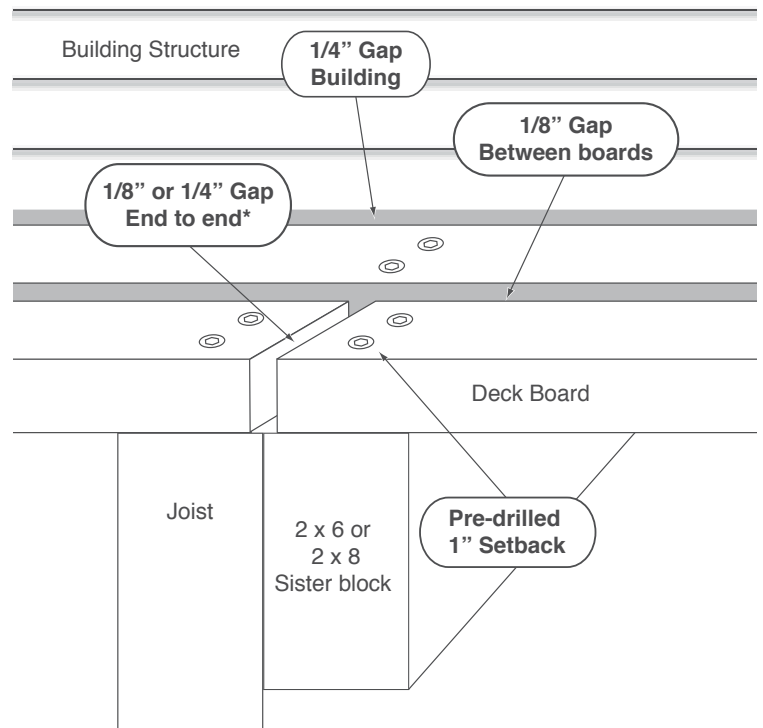 Building Structure
1/4” Gap
Building
1/8” Gap
Between boards
1/8” or 1/4” Gap
End to end*
Deck Board
Joist
2 x 6 or
2 x 8
Sister block
Pre-drilled
1” Setback